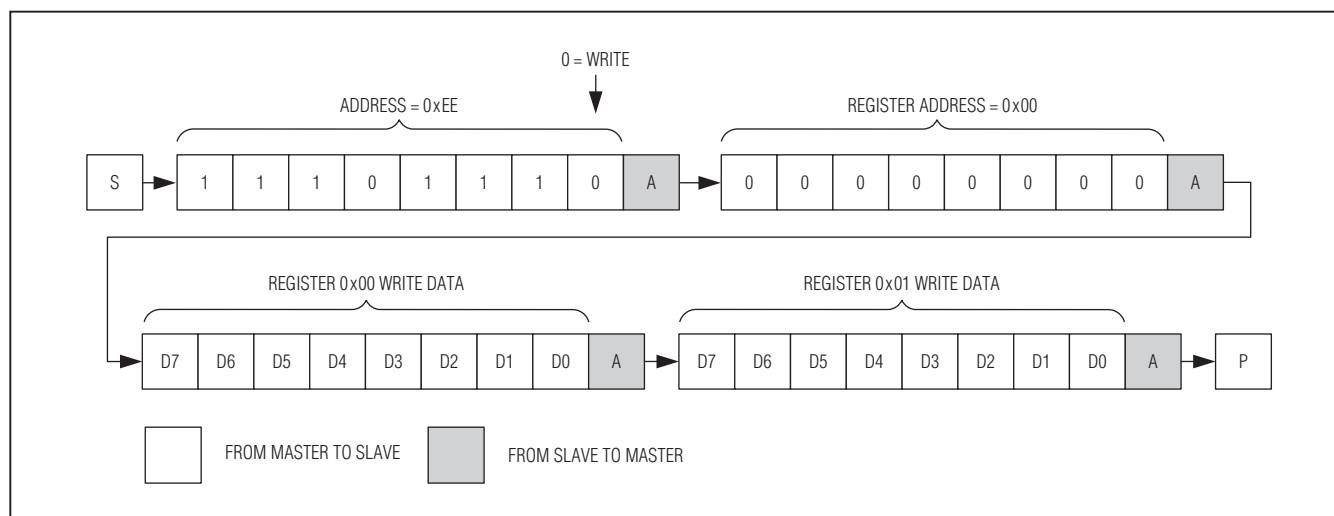 0 = WRITE
ADDRESS = 0xEE
REGISTER ADDRESS = 0x00
S 1 1 1 0 1 1 1 0 A 0 0 0 0 0 0 0 0 A
REGISTER 0x00 WRITE DATA
REGISTER 0x01 WRITE DATA
D7 D6 D5 D4 D3 D2 D1 D0 A D7 D6 D5 D4 D3 D2 D1 D0 A P
FROM MASTER TO SLAVE
FROM SLAVE TO MASTER